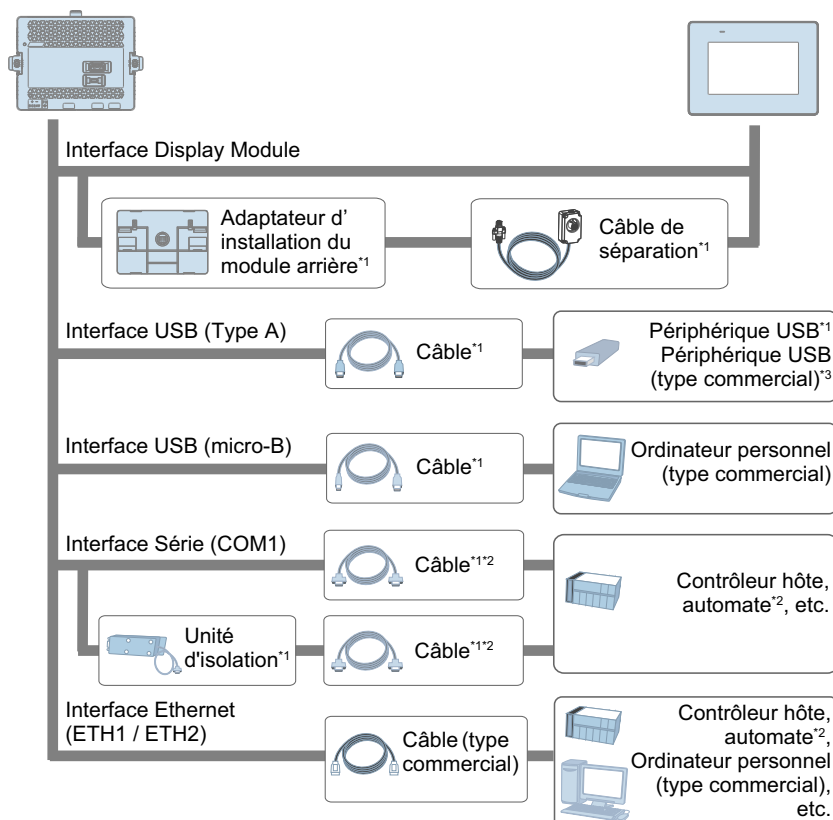 Interface Display Module
Adaptateur d’
installation du
module arrière*1
Câble de
séparation*1
Interface USB (Type A)
Câble*1
Périphérique USB*1
Périphérique USB
(type commercial)*3
Interface USB (micro-B)
Câble*1
Ordinateur personnel
(type commercial)
Interface Série (COM1)
Câble*1*2
Contrôleur hôte,
automate*2, etc.
Unité
d'isolation*1
Câble*1*2
Interface Ethernet
(ETH1 / ETH2)
Câble (type
commercial)
Contrôleur hôte,
automate*2,
Ordinateur personnel
(type commercial),
etc.